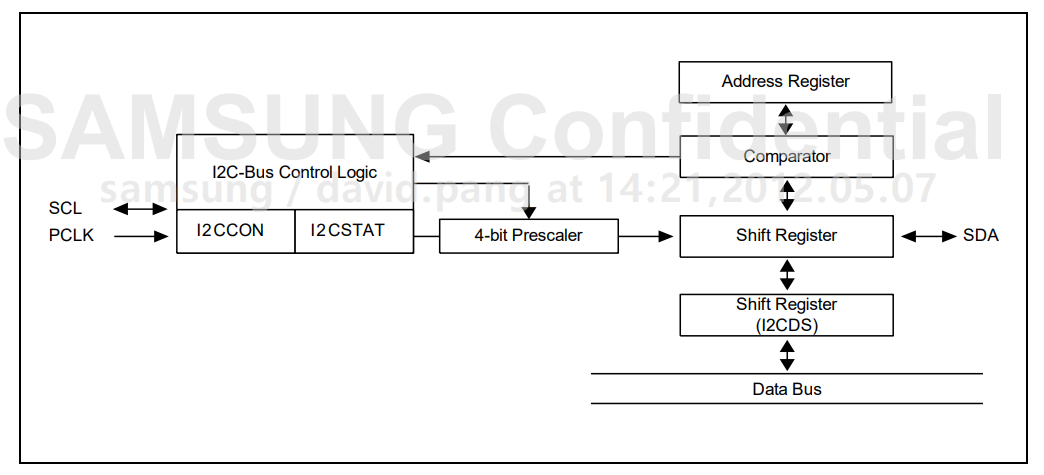 SAMSUNG Confidential
samsung / david.pang at 14:21,2012.05.07
Address Register
Comparator
I2C-Bus Control Logic
SCL
PCLK
I2CCON
I2CSTAT
4-bit Prescaler
Shift Register
SDA
Shift Register
(I2CDS)
Data Bus